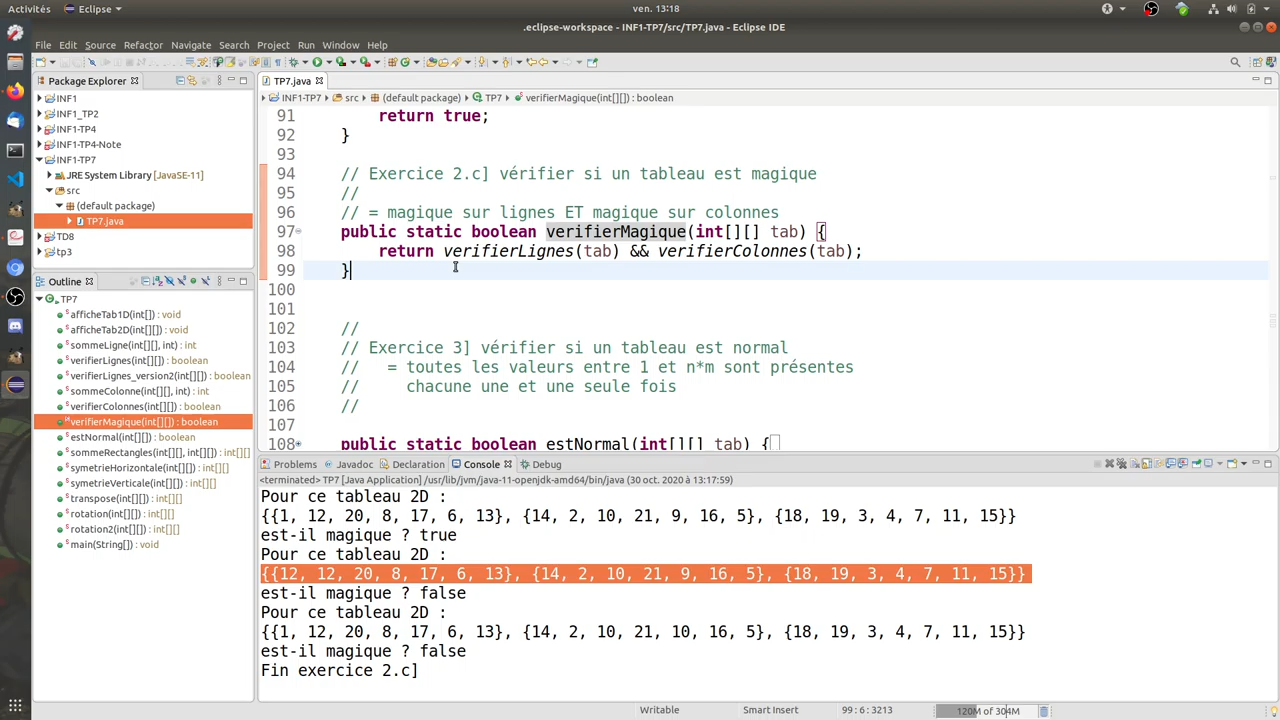 Activités
Eclipse
ven. 13:18
.eclipse-workspace - INF1-TP7/src/TP7.java - Eclipse IDE
File Edit Source Refactor Navigate Search Project Run Window Help
Package Explorer
INF1
INF1_TP2
INF1-TP4
INF1-TP4-Note
INF1-TP7
JRE System Library [JavaSE-11]
src
(default package)
TP7.java
TD8
tp3
Outline
TP7
afficheTab1D(int[]) : void
afficheTab2D(int[][]) : void
sommeLigne(int[][], int) : int
verifierLignes(int[][]) : boolean
verifierLignes_version2(int[][]) : boolean
sommeColonne(int[][], int) : int
verifierColonnes(int[][]) : boolean
verifierMagique(int[][]) : boolean
estNormal(int[][]) : boolean
sommeRectangles(int[][], int[][]) : int[][]
symetrieHorizontale(int[][]) : int[][]
symetrieVerticale(int[][]) : int[][]
transpose(int[][]) : int[][]
rotation(int[][]) : int[][]
rotation2(int[][]) : int[][]
main(String[]) : void
TP7.java
INF1-TP7 src (default package) TP7 verifierMagique(int[][]) : boolean
91 return true;
92 }
93
94 // Exercice 2.c] vérifier si un tableau est magique
95 //
96 // = magique sur lignes ET magique sur colonnes
97 public static boolean verifierMagique(int[][] tab) {
98 return verifierLignes(tab) && verifierColonnes(tab);
99 }
100
101
102 //
103 // Exercice 3] vérifier si un tableau est normal
104 // = toutes les valeurs entre 1 et n*m sont présentes
105 // chacune une et une seule fois
106 //
107
108 public static boolean estNormal(int[][] tab) {
Problems Javadoc Declaration Console Debug
<terminated> TP7 [Java Application] /usr/lib/jvm/java-11-openjdk-amd64/bin/java (30 oct. 2020 à 13:17:59)
Pour ce tableau 2D :
{{1, 12, 20, 8, 17, 6, 13}, {14, 2, 10, 21, 9, 16, 5}, {18, 19, 3, 4, 7, 11, 15}}
est-il magique ? true
Pour ce tableau 2D :
{{12, 12, 20, 8, 17, 6, 13}, {14, 2, 10, 21, 9, 16, 5}, {18, 19, 3, 4, 7, 11, 15}}
est-il magique ? false
Pour ce tableau 2D :
{{1, 12, 20, 8, 17, 6, 13}, {14, 2, 10, 21, 10, 16, 5}, {18, 19, 3, 4, 7, 11, 15}}
est-il magique ? false
Fin exercice 2.c]
Writable Smart Insert 99 : 6 : 3213 120M of 304M